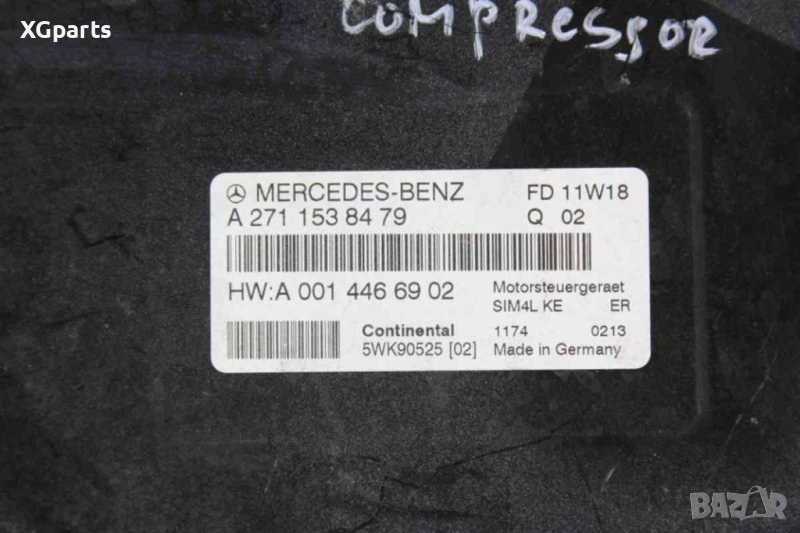 XGparts
COMPRESSOR
MERCEDES-BENZ FD 11W18
A 271 153 84 79 Q 02
HW:A 001 446 69 02 Motorsteuergeraet
SIM4L KE ER
Continental 1174 0213
5WK90525 [02] Made in Germany
BAZAR